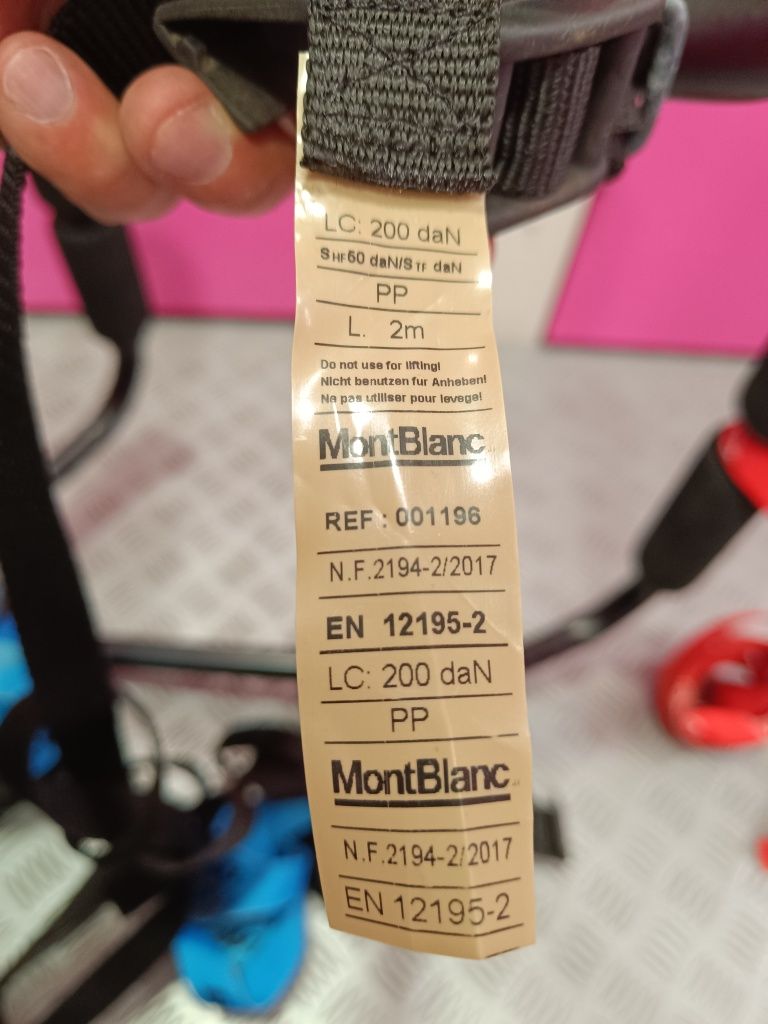 LC: 200 daN
SHF50 daN/STF daN
PP
L. 2m
Do not use for lifting!
Nicht benutzen fur Anheben!
Ne pas utiliser pour levege!
MontBlanc
REF : 001196
N.F.2194-2/2017
EN 12195-2
LC: 200 daN
PP
MontBlanc
N.F.2194-2/2017
EN 12195-2